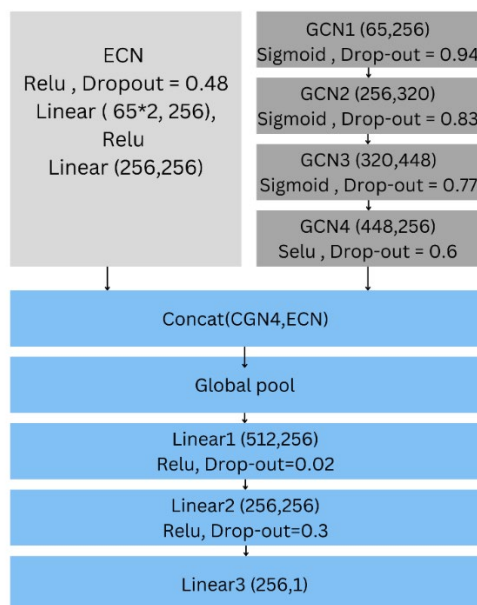 ECN
Relu , Dropout = 0.48
Linear ( 65*2, 256),
Relu
Linear (256,256)
GCN1 (65,256)
Sigmoid , Drop-out = 0.94
GCN2 (256,320)
Sigmoid , Drop-out = 0.83
GCN3 (320,448)
Sigmoid , Drop-out = 0.77
GCN4 (448,256)
Selu , Drop-out = 0.6
Concat(CGN4,ECN)
Global pool
Linear1 (512,256)
Relu, Drop-out=0.02
Linear2 (256,256)
Relu, Drop-out=0.3
Linear3 (256,1)